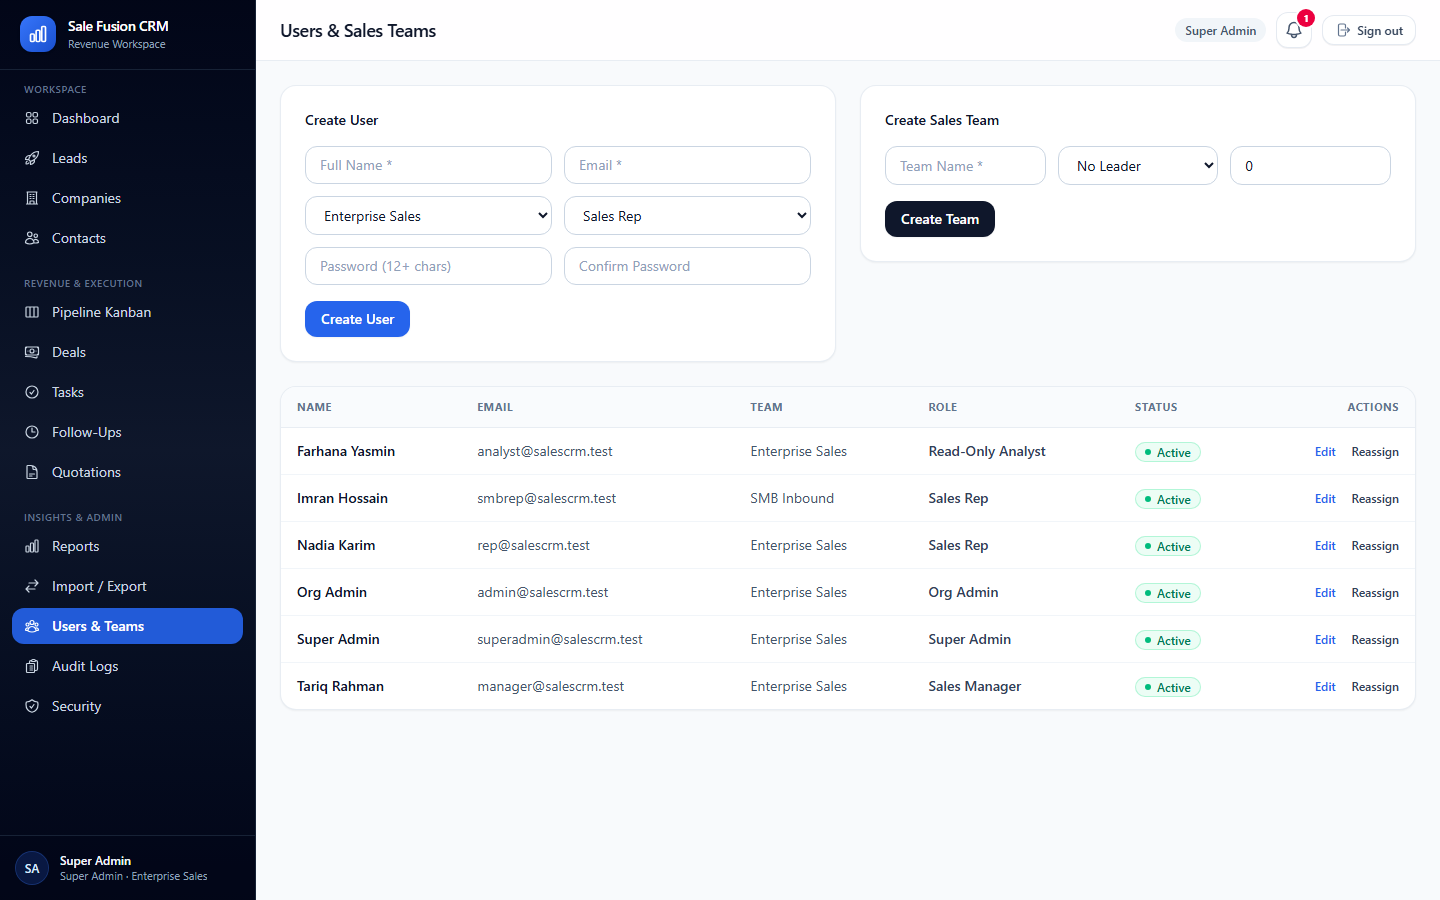 Sale Fusion CRM
Revenue Workspace
WORKSPACE
Dashboard
Leads
Companies
Contacts
REVENUE & EXECUTION
Pipeline Kanban
Deals
Tasks
Follow-Ups
Quotations
INSIGHTS & ADMIN
Reports
Import / Export
Users & Teams
Audit Logs
Security
SA
Super Admin
Super Admin · Enterprise Sales
Users & Sales Teams
Super Admin
1
Sign out
Create User
Full Name *
Email *
Enterprise Sales
Sales Rep
Password (12+ chars)
Confirm Password
Create User
Create Sales Team
Team Name *
No Leader
0
Create Team
NAME EMAIL TEAM ROLE STATUS ACTIONS
Farhana Yasmin analyst@salescrm.test Enterprise Sales Read-Only Analyst Active Edit Reassign
Imran Hossain smbrep@salescrm.test SMB Inbound Sales Rep Active Edit Reassign
Nadia Karim rep@salescrm.test Enterprise Sales Sales Rep Active Edit Reassign
Org Admin admin@salescrm.test Enterprise Sales Org Admin Active Edit Reassign
Super Admin superadmin@salescrm.test Enterprise Sales Super Admin Active Edit Reassign
Tariq Rahman manager@salescrm.test Enterprise Sales Sales Manager Active Edit Reassign